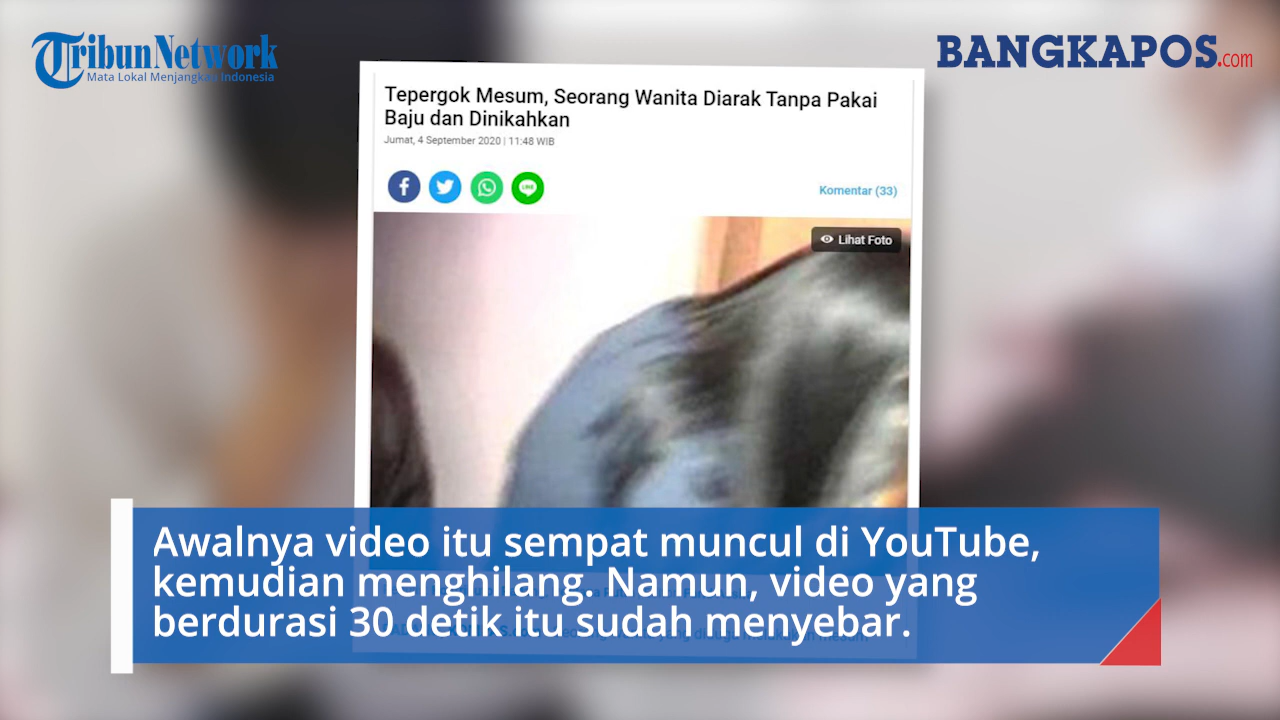 TribunNetwork
Mata Lokal Menjangkau Indonesia
BANGKAPOS.com
Tepergok Mesum, Seorang Wanita Diarak Tanpa Pakai
Baju dan Dinikahkan
Jumat, 4 September 2020 | 11:48 WIB
Komentar (33)
Lihat Foto
Awalnya video itu sempat muncul di YouTube,
kemudian menghilang. Namun, video yang
berdurasi 30 detik itu sudah menyebar.